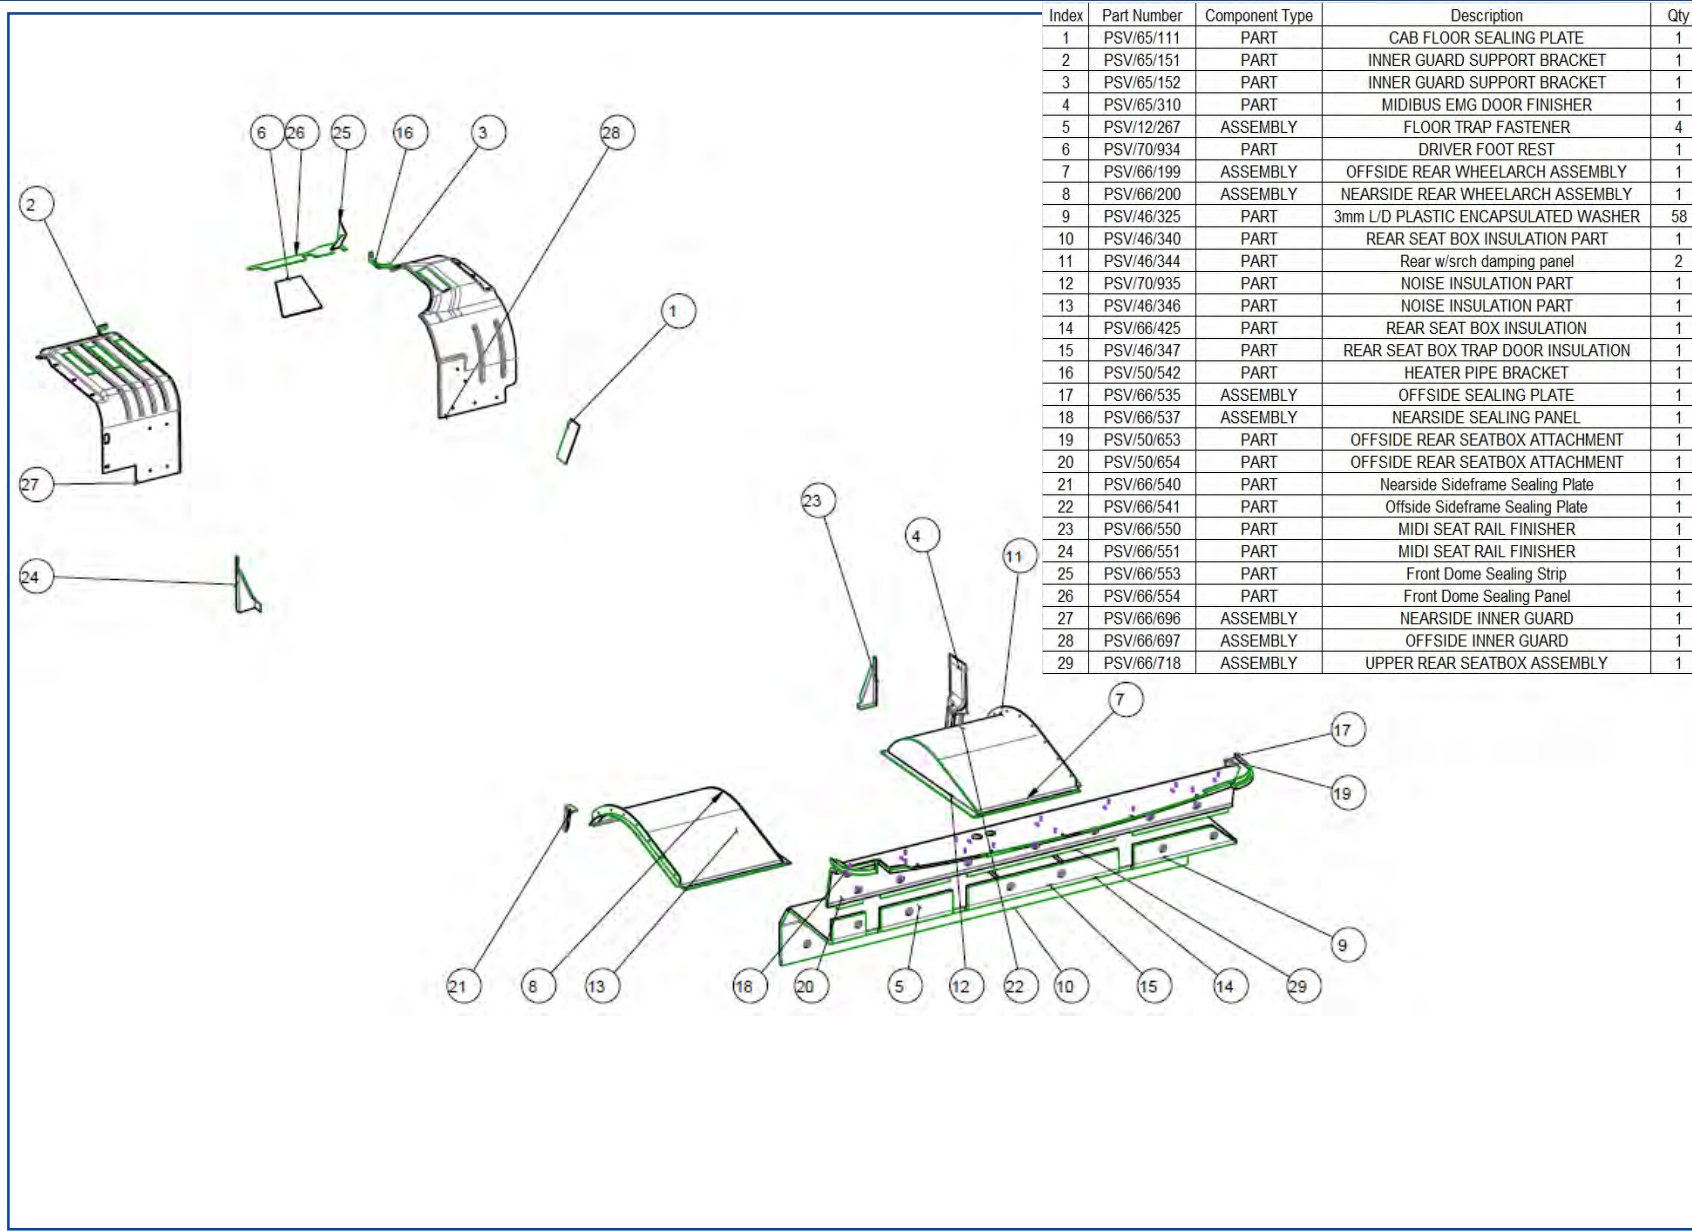 Index Part Number Component Type Description Qty
1 PSV/65/111 PART CAB FLOOR SEALING PLATE 1
2 PSV/65/151 PART INNER GUARD SUPPORT BRACKET 1
3 PSV/65/152 PART INNER GUARD SUPPORT BRACKET 1
4 PSV/65/310 PART MIDIBUS EMG DOOR FINISHER 1
5 PSV/12/267 ASSEMBLY FLOOR TRAP FASTENER 4
6 PSV/70/934 PART DRIVER FOOT REST 1
7 PSV/66/199 ASSEMBLY OFFSIDE REAR WHEELARCH ASSEMBLY 1
8 PSV/66/200 ASSEMBLY NEARSIDE REAR WHEELARCH ASSEMBLY 1
9 PSV/46/325 PART 3mm L/D PLASTIC ENCAPSULATED WASHER 58
10 PSV/46/340 PART REAR SEAT BOX INSULATION PART 1
11 PSV/46/344 PART Rear w/srch damping panel 2
12 PSV/70/935 PART NOISE INSULATION PART 1
13 PSV/46/346 PART NOISE INSULATION PART 1
14 PSV/66/425 PART REAR SEAT BOX INSULATION 1
15 PSV/46/347 PART REAR SEAT BOX TRAP DOOR INSULATION 1
16 PSV/50/542 PART HEATER PIPE BRACKET 1
17 PSV/66/535 ASSEMBLY OFFSIDE SEALING PLATE 1
18 PSV/66/537 ASSEMBLY NEARSIDE SEALING PANEL 1
19 PSV/50/653 PART OFFSIDE REAR SEATBOX ATTACHMENT 1
20 PSV/50/654 PART OFFSIDE REAR SEATBOX ATTACHMENT 1
21 PSV/66/540 PART Nearside Sideframe Sealing Plate 1
22 PSV/66/541 PART Offside Sideframe Sealing Plate 1
23 PSV/66/550 PART MIDI SEAT RAIL FINISHER 1
24 PSV/66/551 PART MIDI SEAT RAIL FINISHER 1
25 PSV/66/553 PART Front Dome Sealing Strip 1
26 PSV/66/554 PART Front Dome Sealing Panel 1
27 PSV/66/696 ASSEMBLY NEARSIDE INNER GUARD 1
28 PSV/66/697 ASSEMBLY OFFSIDE INNER GUARD 1
29 PSV/66/718 ASSEMBLY UPPER REAR SEATBOX ASSEMBLY 1
6 26 25 16 3 28
2
1
27
23
4
11
24
7
17
19
9
21 8 13 18 20 5 12 22 10 15 14 29